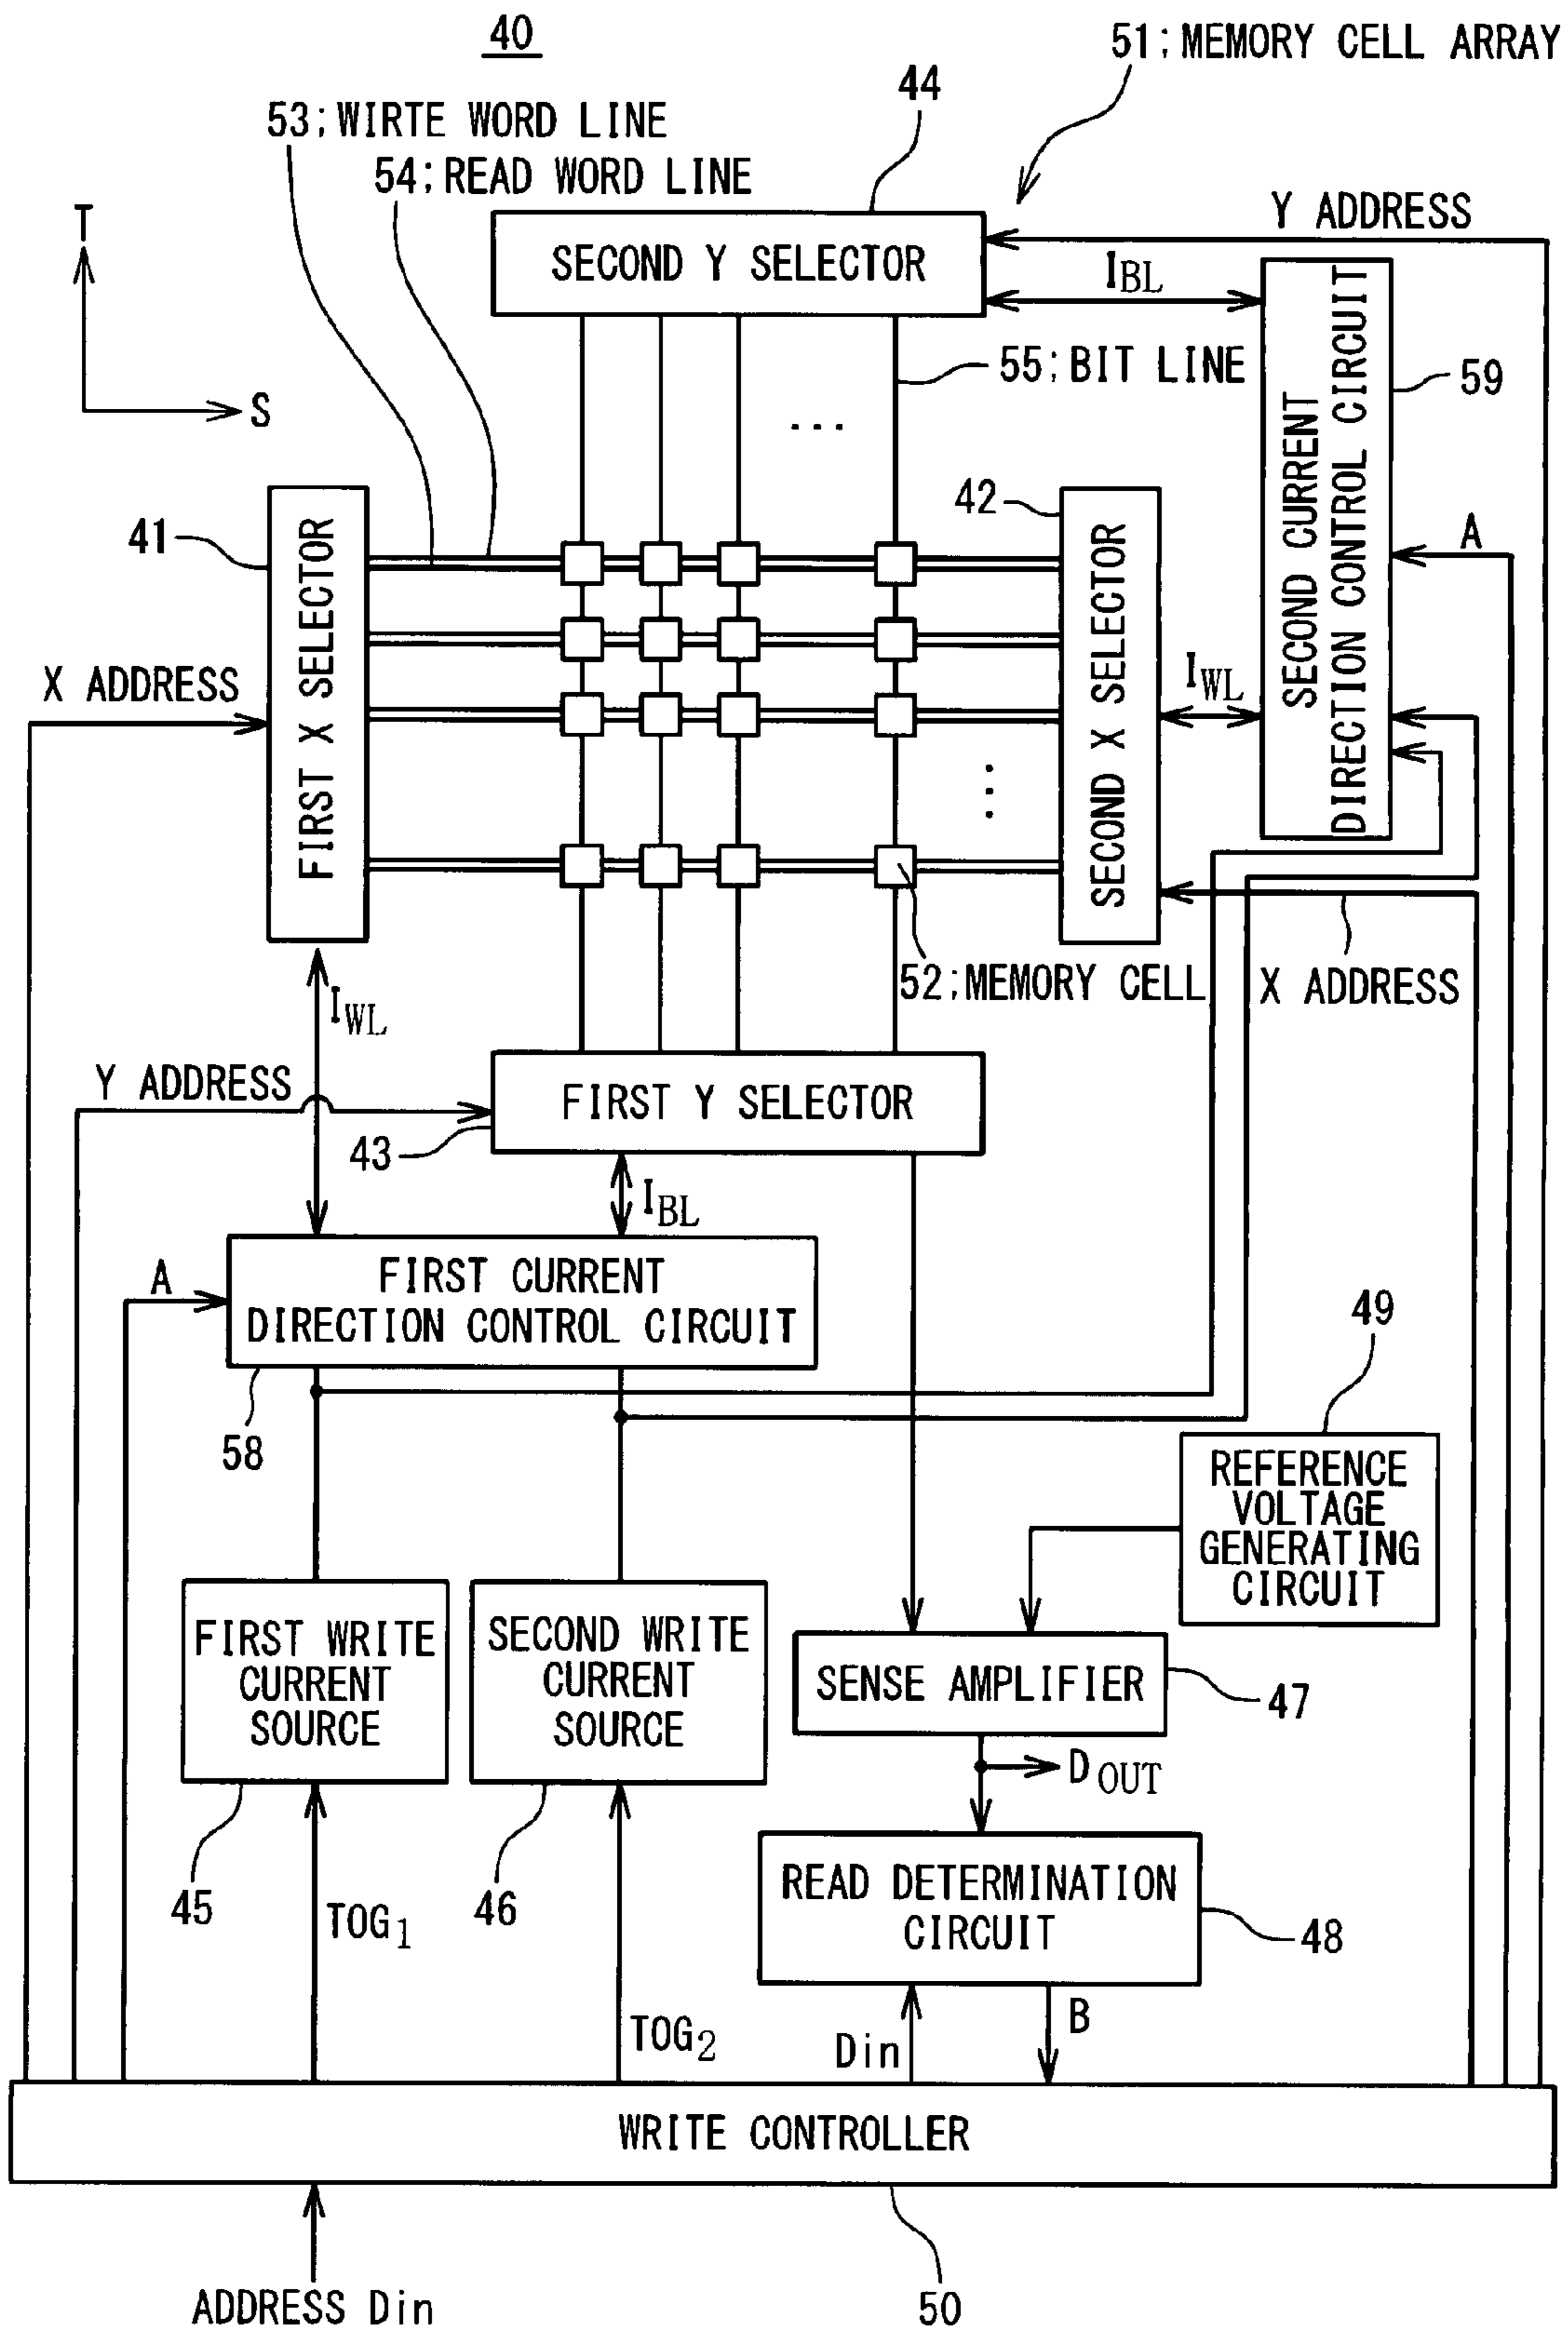 40
51;MEMORY CELL ARRAY
44
53;WIRTE WORD LINE
54;READ WORD LINE
T
S
Y ADDRESS
SECOND Y SELECTOR
IBL
55;BIT LINE
59
SECOND CURRENT
DIRECTION CONTROL CIRCUIT
...
41
42
FIRST X SELECTOR
SECOND X SELECTOR
A
X ADDRESS
IWL
...
52;MEMORY CELL
X ADDRESS
IWL
Y ADDRESS
FIRST Y SELECTOR
43
IBL
A
FIRST CURRENT
DIRECTION CONTROL CIRCUIT
58
49
REFERENCE
VOLTAGE
GENERATING
CIRCUIT
FIRST WRITE
CURRENT
SOURCE
SECOND WRITE
CURRENT
SOURCE
SENSE AMPLIFIER
47
DOUT
45
TOG1
46
READ DETERMINATION
CIRCUIT
48
TOG2
Din
B
WRITE CONTROLLER
ADDRESS Din
50